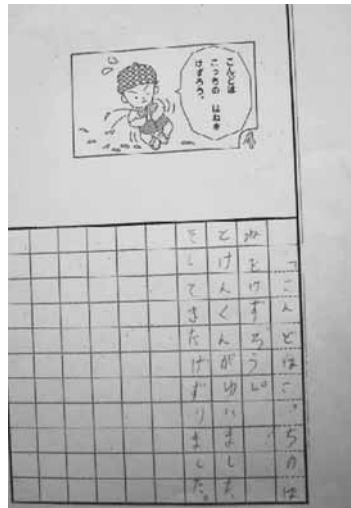 こんどは
こっちの はねを
けずろう。
「こんどはこっちのは
ねをけずろう。」
とけんくんがゆいました。
そしてまたけずりました。